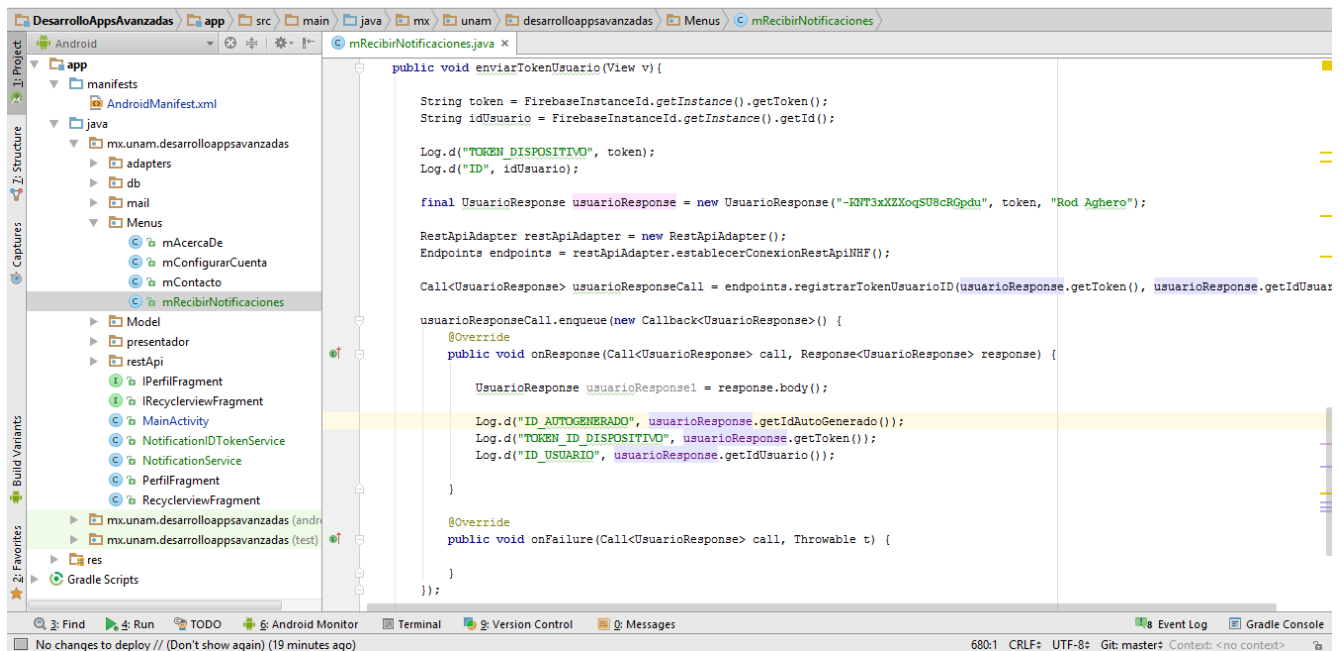 DesarrolloAppsAvanzadas app src main java mx unam desarrolloappsavanzadas Menus mRecibirNotificaciones
1: Project
7: Structure
Captures
Build Variants
2: Favorites
Android
app
manifests
AndroidManifest.xml
java
mx.unam.desarrolloappsavanzadas
adapters
db
mail
Menus
mAcercaDe
mConfigurarCuenta
mContacto
mRecibirNotificaciones
Model
presentador
restApi
IPerfilFragment
IRecyclerviewFragment
MainActivity
NotificationIDTokenService
NotificationService
PerfilFragment
RecyclerviewFragment
mx.unam.desarrolloappsavanzadas (andr
mx.unam.desarrolloappsavanzadas (test)
res
Gradle Scripts
mRecibirNotificaciones.java ×
public void enviarTokenUsuario(View v){
String token = FirebaseInstanceId.getInstance().getToken();
String idUsuario = FirebaseInstanceId.getInstance().getId();
Log.d("TOKEN_DISPOSITIVO", token);
Log.d("ID", idUsuario);
final UsuarioResponse usuarioResponse = new UsuarioResponse("-KNT3xXZXoqSU8cRGpdu", token, "Rod Aghero");
RestApiAdapter restApiAdapter = new RestApiAdapter();
Endpoints endpoints = restApiAdapter.establecerConexionRestApiNHF();
Call<UsuarioResponse> usuarioResponseCall = endpoints.registrarTokenUsuarioID(usuarioResponse.getToken(), usuarioResponse.getIdUsuar
usuarioResponseCall.enqueue(new Callback<UsuarioResponse>() {
@Override
public void onResponse(Call<UsuarioResponse> call, Response<UsuarioResponse> response) {
UsuarioResponse usuarioResponse1 = response.body();
Log.d("ID_AUTOGENERADO", usuarioResponse.getIdAutoGenerado());
Log.d("TOKEN_ID_DISPOSITIVO", usuarioResponse.getToken());
Log.d("ID_USUARIO", usuarioResponse.getIdUsuario());
}
@Override
public void onFailure(Call<UsuarioResponse> call, Throwable t) {
}
});
3: Find 4: Run TODO 6: Android Monitor Terminal 9: Version Control 0: Messages 8 Event Log Gradle Console
No changes to deploy // (Don't show again) (19 minutes ago) 680:1 CRLF÷ UTF-8÷ Git: master÷ Context: <no context>